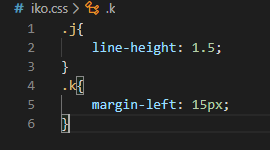 # iko.css > .k
1 .j{
2 line-height: 1.5;
3 }
4 .k{
5 margin-left: 15px;
6 }